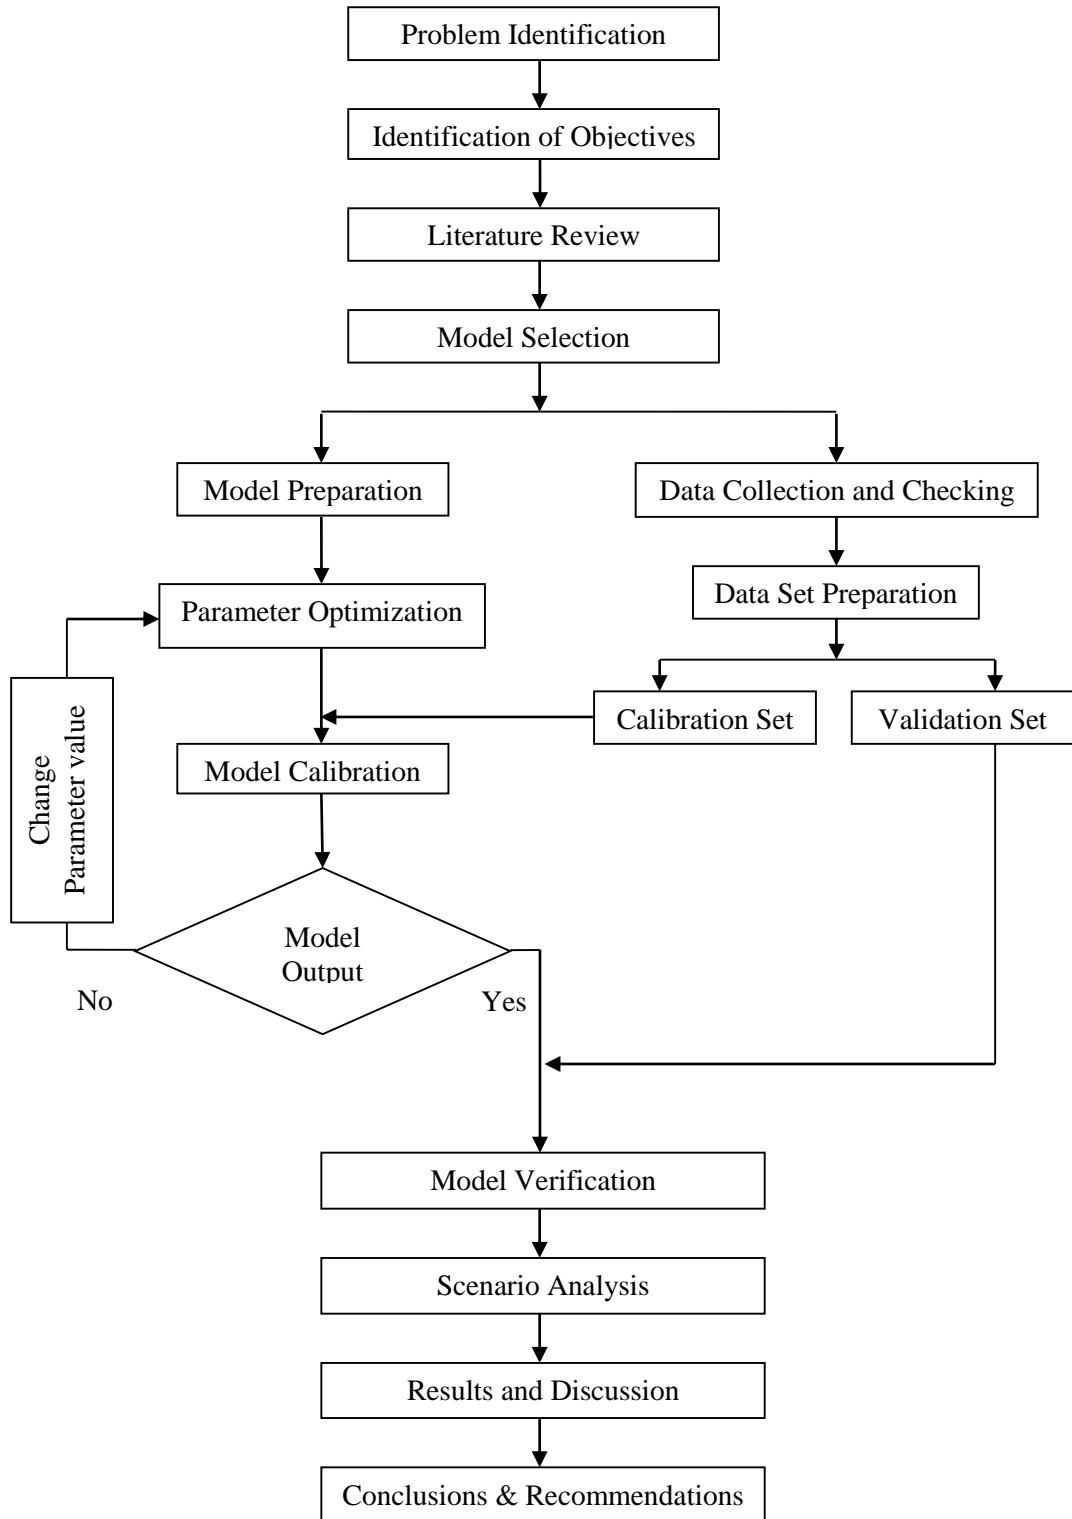 Problem Identification
Identification of Objectives
Literature Review
Model Selection
Model Preparation
Data Collection and Checking
Parameter Optimization
Data Set Preparation
Calibration Set
Validation Set
Change
Parameter value
Model Calibration
Model
Output
No
Yes
Model Verification
Scenario Analysis
Results and Discussion
Conclusions & Recommendations